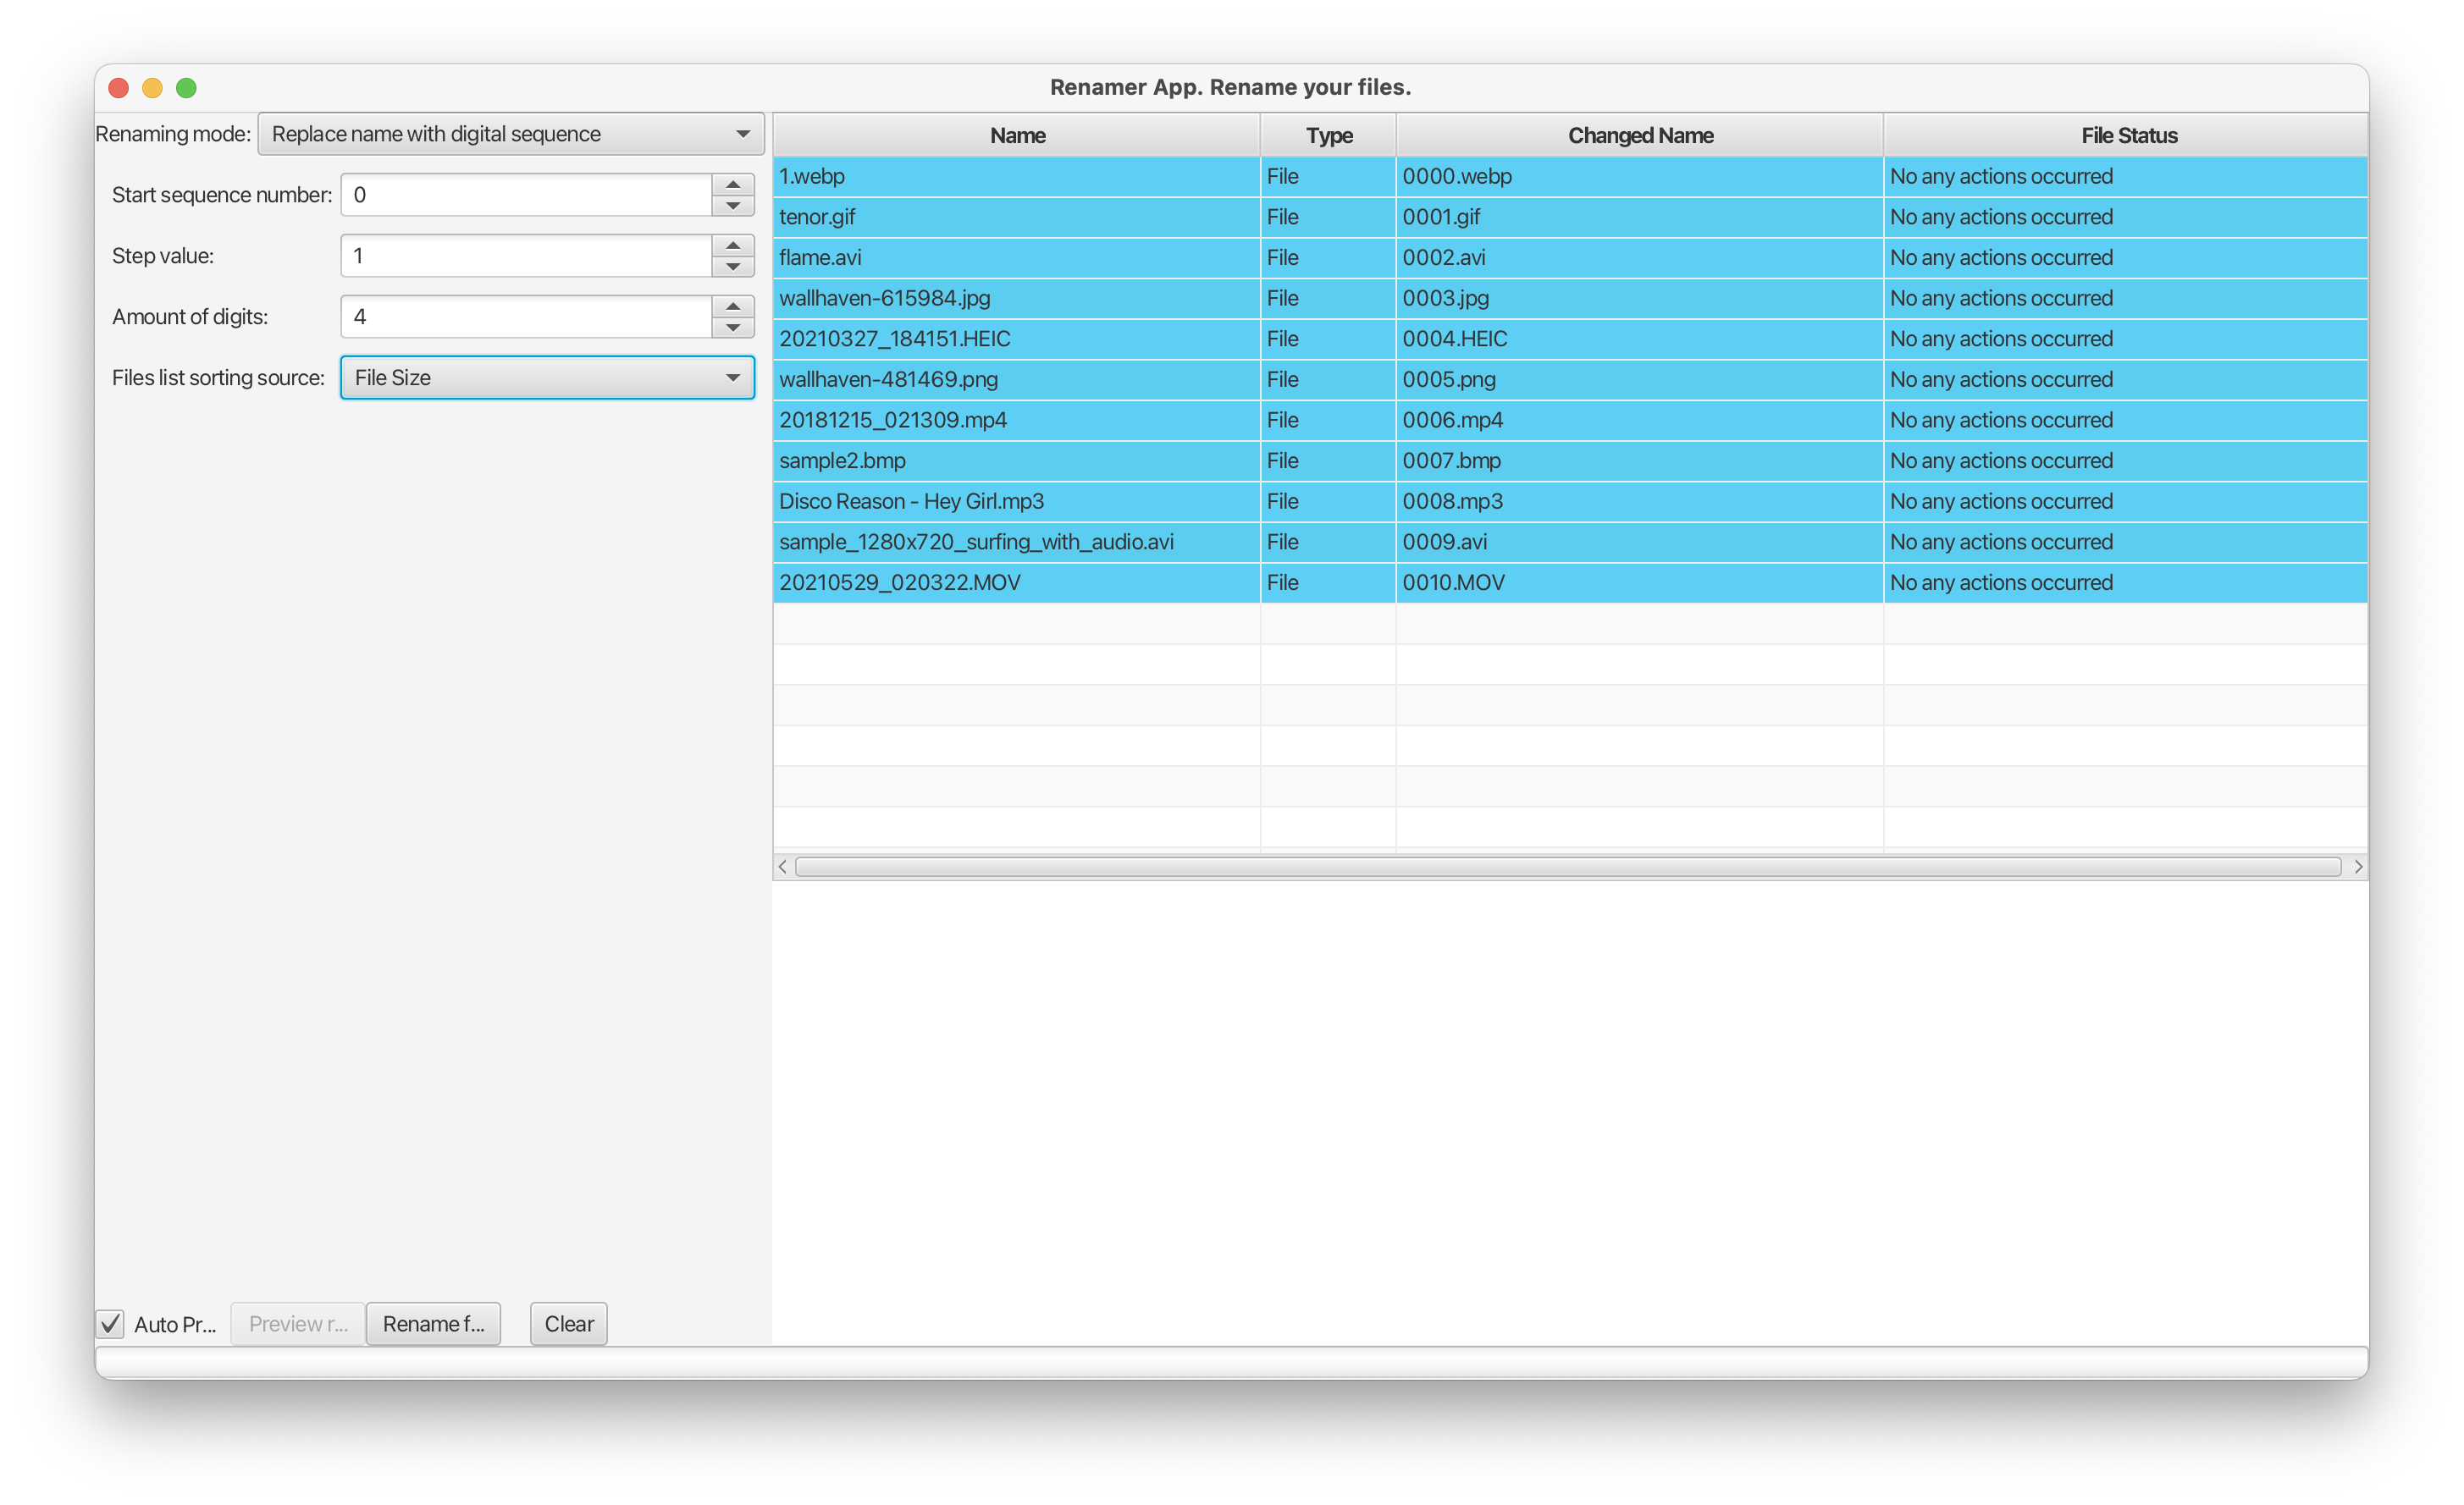 Renamer App. Rename your files.
Renaming mode: Replace name with digital sequence
Start sequence number: 0
Step value: 1
Amount of digits: 4
Files list sorting source: File Size
Name Type Changed Name File Status
1.webp File 0000.webp No any actions occurred
tenor.gif File 0001.gif No any actions occurred
flame.avi File 0002.avi No any actions occurred
wallhaven-615984.jpg File 0003.jpg No any actions occurred
20210327_184151.HEIC File 0004.HEIC No any actions occurred
wallhaven-481469.png File 0005.png No any actions occurred
20181215_021309.mp4 File 0006.mp4 No any actions occurred
sample2.bmp File 0007.bmp No any actions occurred
Disco Reason - Hey Girl.mp3 File 0008.mp3 No any actions occurred
sample_1280x720_surfing_with_audio.avi File 0009.avi No any actions occurred
20210529_020322.MOV File 0010.MOV No any actions occurred
Auto Pr... Preview r... Rename f... Clear